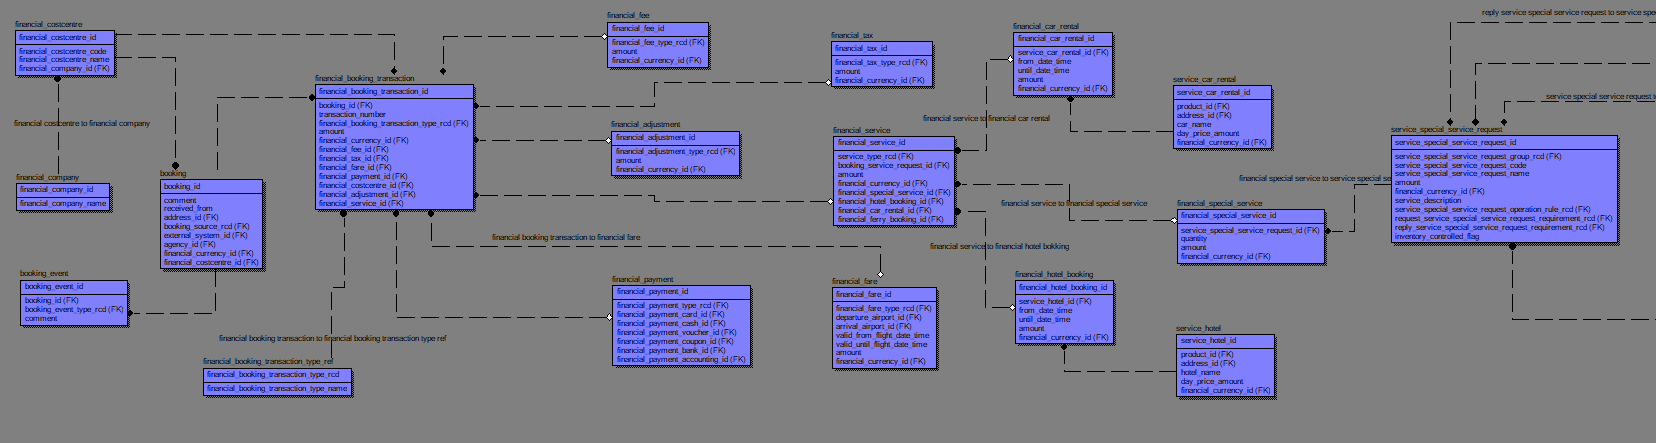 financial_costcentre
financial_costcentre_id
financial_costcentre_code
financial_costcentre_name
financial_company_id (FK)
financial costcentre to financial company
financial_company
financial_company_id
financial_company_name
booking
booking_id
comment
received_from
address_id (FK)
booking_source_rcd (FK)
external_system_id (FK)
agency_id (FK)
financial_currency_id (FK)
financial_costcentre_id (FK)
booking_event
booking_event_id
booking_id (FK)
booking_event_type_rcd (FK)
comment
financial_booking_transaction
financial_booking_transaction_id
booking_id (FK)
transaction_number
financial_booking_transaction_type_rcd (FK)
amount
financial_currency_id (FK)
financial_fee_id (FK)
financial_tax_id (FK)
financial_fare_id (FK)
financial_payment_id (FK)
financial_costcentre_id (FK)
financial_adjustment_id (FK)
financial_service_id (FK)
financial booking transaction to financial booking transaction type ref
financial_booking_transaction_type_ref
financial_booking_transaction_type_rcd
financial_booking_transaction_type_name
financial_fee
financial_fee_id
financial_fee_type_rcd (FK)
amount
financial_currency_id (FK)
financial_adjustment
financial_adjustment_id
financial_adjustment_type_rcd (FK)
amount
financial_currency_id (FK)
financial booking transaction to financial fare
financial_payment
financial_payment_id
financial_payment_type_rcd (FK)
financial_payment_card_id (FK)
financial_payment_cash_id (FK)
financial_payment_voucher_id (FK)
financial_payment_coupon_id (FK)
financial_payment_bank_id (FK)
financial_payment_accounting_id (FK)
financial_tax
financial_tax_id
financial_tax_type_rcd (FK)
amount
financial_currency_id (FK)
financial_service
financial_service_id
service_type_rcd (FK)
booking_service_request_id (FK)
amount
financial_currency_id (FK)
financial_special_service_id (FK)
financial_hotel_booking_id (FK)
financial_car_rental_id (FK)
financial_ferry_booking_id (FK)
financial_fare
financial_fare_id
financial_fare_type_rcd (FK)
departure_airport_id (FK)
arrival_airport_id (FK)
valid_from_flight_date_time
valid_until_flight_date_time
amount
financial_currency_id (FK)
financial_car_rental
financial_car_rental_id
service_car_rental_id (FK)
from_date_time
until_date_time
amount
financial_currency_id (FK)
financial service to financial car rental
financial service to financial special service
financial service to financial hotel bokking
financial_hotel_booking
financial_hotel_booking_id
service_hotel_id (FK)
from_date_time
until_date_time
amount
financial_currency_id (FK)
service_car_rental
service_car_rental_id
product_id (FK)
address_id (FK)
car_name
day_price_amount
financial_currency_id (FK)
financial special service to service special se
financial_special_service
financial_special_service_id
service_special_service_request_id (FK)
quantity
amount
financial_currency_id (FK)
service_hotel
service_hotel_id
product_id (FK)
address_id (FK)
hotel_name
day_price_amount
financial_currency_id (FK)
reply service special service request to service spe
service special service request to
service_special_service_request
service_special_service_request_id
service_special_service_request_group_rcd (FK)
service_special_service_request_code
service_special_service_request_name
amount
financial_currency_id (FK)
service_description
service_special_service_request_operation_rule_rcd (FK)
request_service_special_service_request_requirement_rcd (FK)
reply_service_special_service_request_requirement_rcd (FK)
inventory_controlled_flag